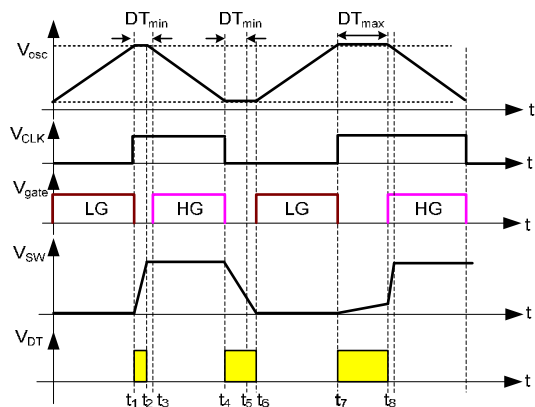 DTmin DTmin DTmax
Vosc
t
VCLK
t
Vgate
LG HG LG HG
t
VSW
t
VDT
t
t1 t2 t3 t4 t5 t6 t7 t8